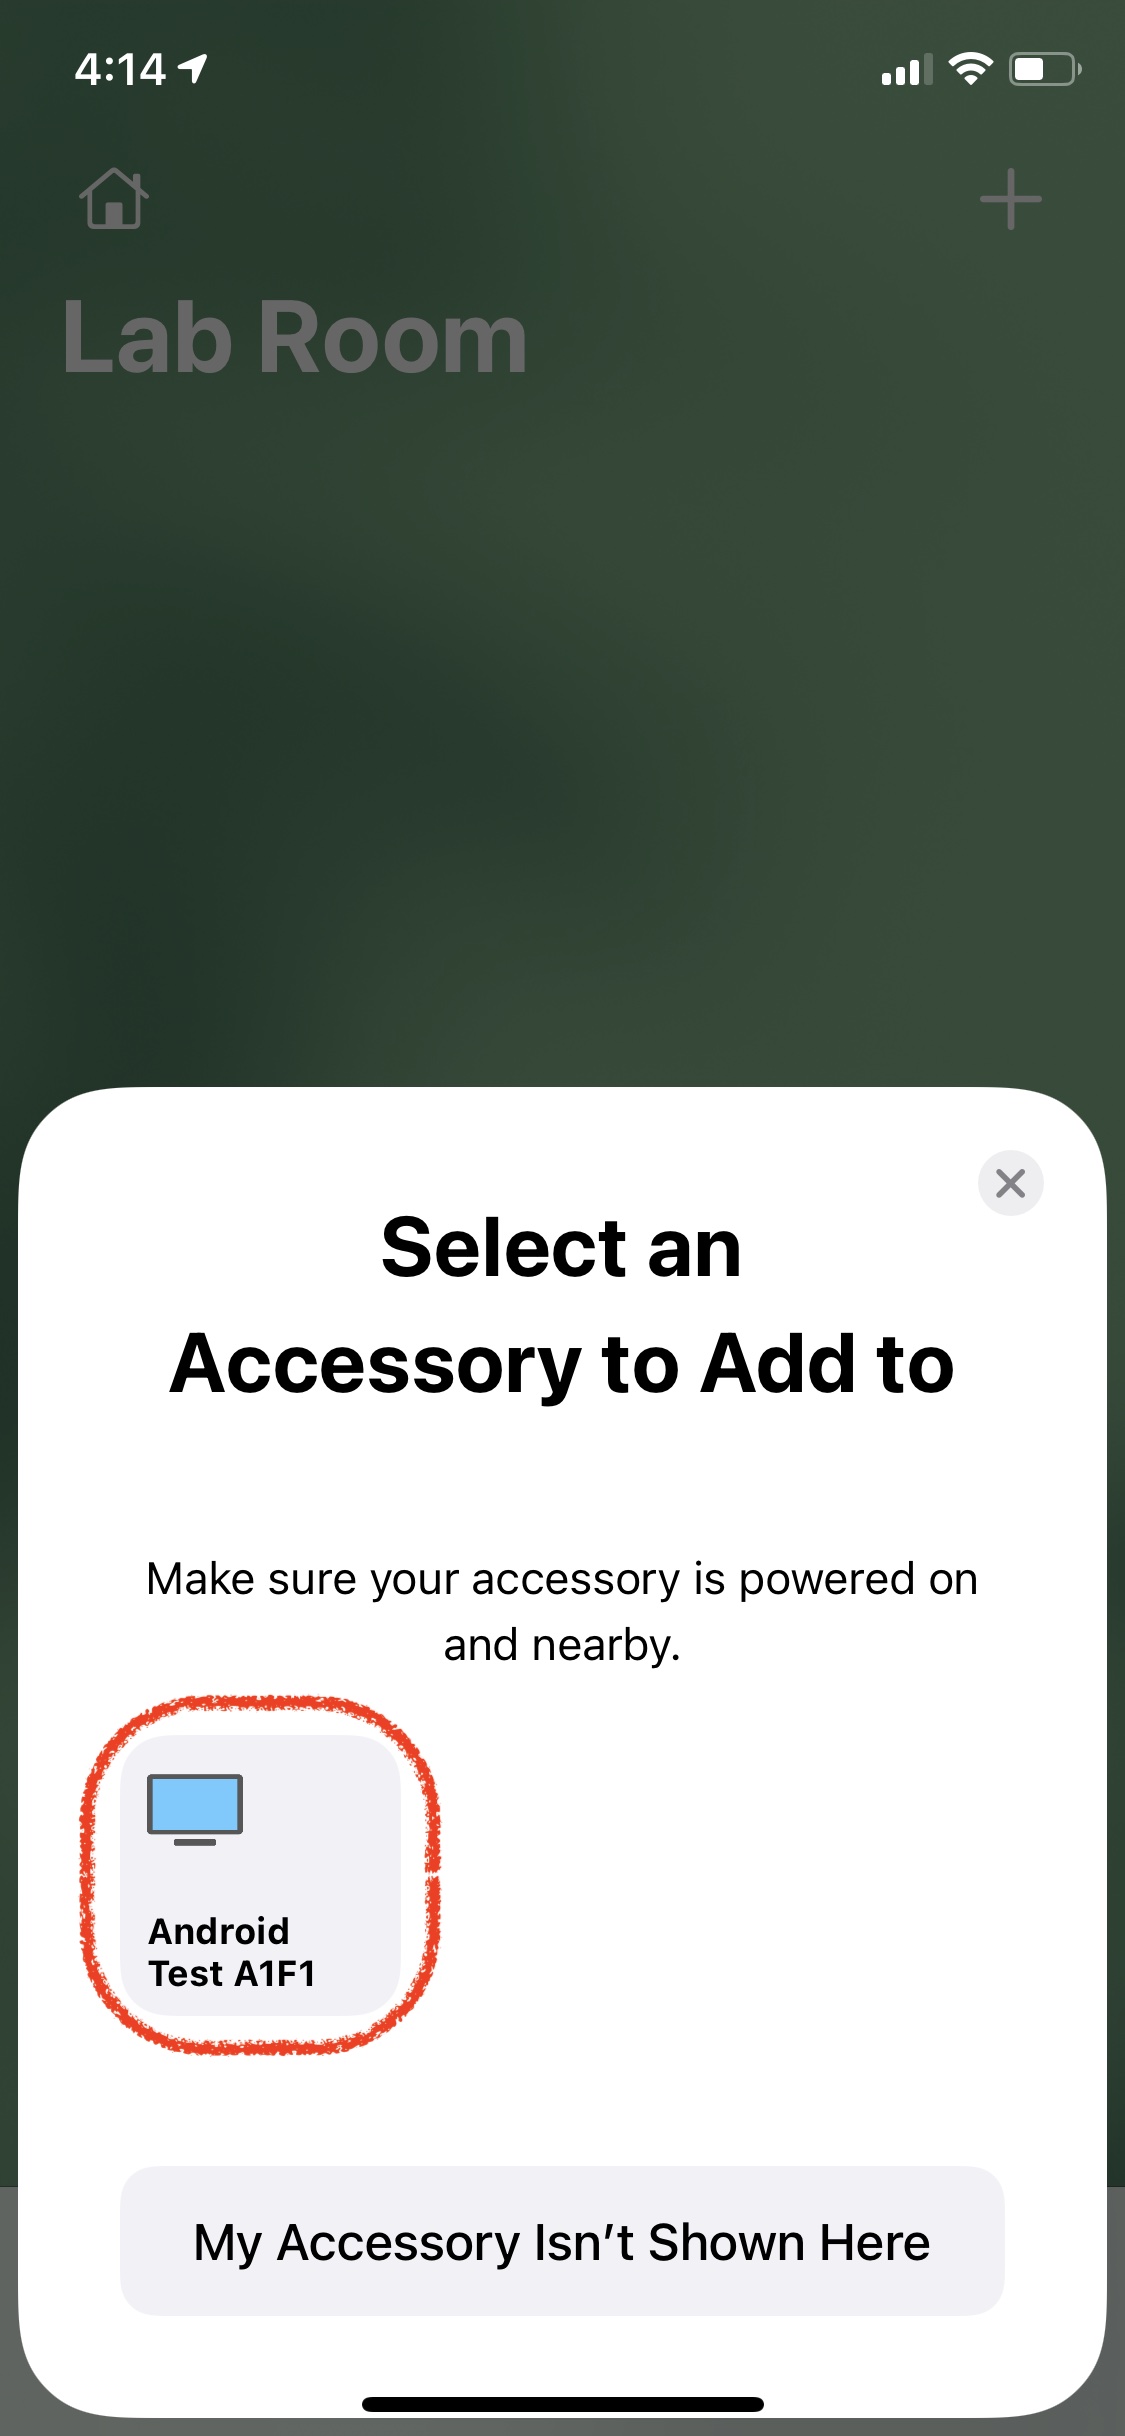 4:14
Lab Room
Select an
Accessory to Add to
Make sure your accessory is powered on
and nearby.
Android
Test A1F1
My Accessory Isn’t Shown Here